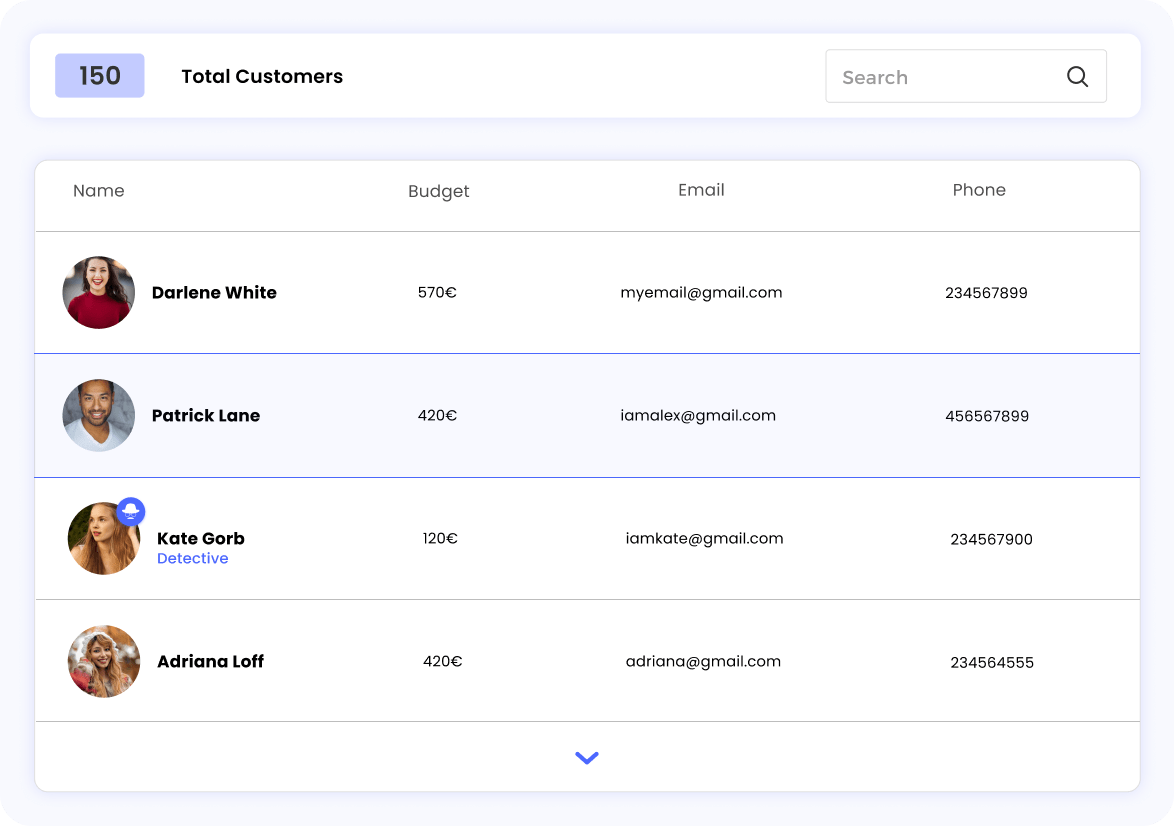 150 Total Customers Search
Name Budget Email Phone
Darlene White 570€ myemail@gmail.com 234567899
Patrick Lane 420€ iamalex@gmail.com 456567899
Kate Gorb 120€ iamkate@gmail.com 234567900
Detective
Adriana Loff 420€ adriana@gmail.com 234564555